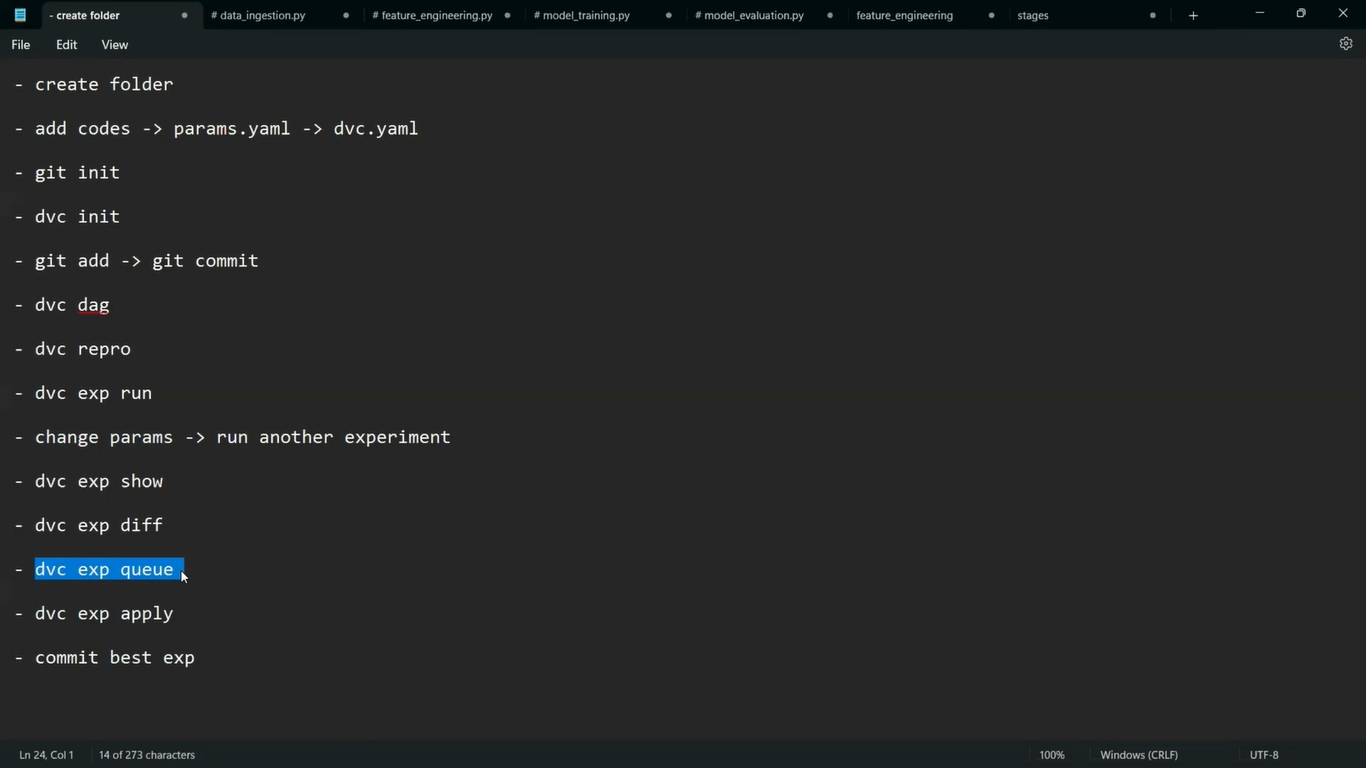 - create folder
# data_ingestion.py
# feature_engineering.py
# model_training.py
# model_evaluation.py
feature_engineering
stages
File Edit View
- create folder
- add codes -> params.yaml -> dvc.yaml
- git init
- dvc init
- git add -> git commit
- dvc dag
- dvc repro
- dvc exp run
- change params -> run another experiment
- dvc exp show
- dvc exp diff
- dvc exp queue
- dvc exp apply
- commit best exp
Ln 24, Col 1 14 of 273 characters 100% Windows (CRLF) UTF-8